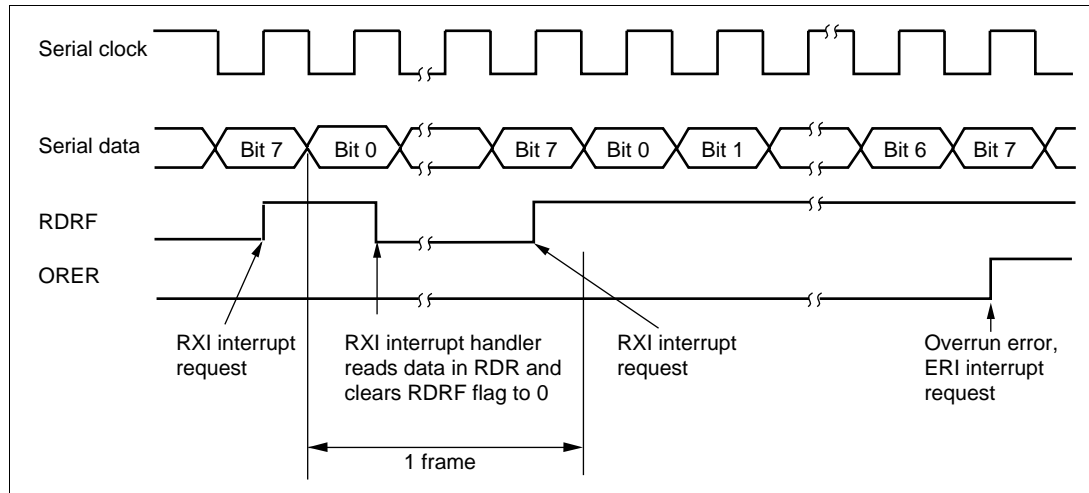 Serial clock
Serial data
Bit 7
Bit 0
Bit 7
Bit 0
Bit 1
Bit 6
Bit 7
RDRF
ORER
RXI interrupt
request
RXI interrupt handler
reads data in RDR and
clears RDRF flag to 0
RXI interrupt
request
Overrun error,
ERI interrupt
request
1 frame